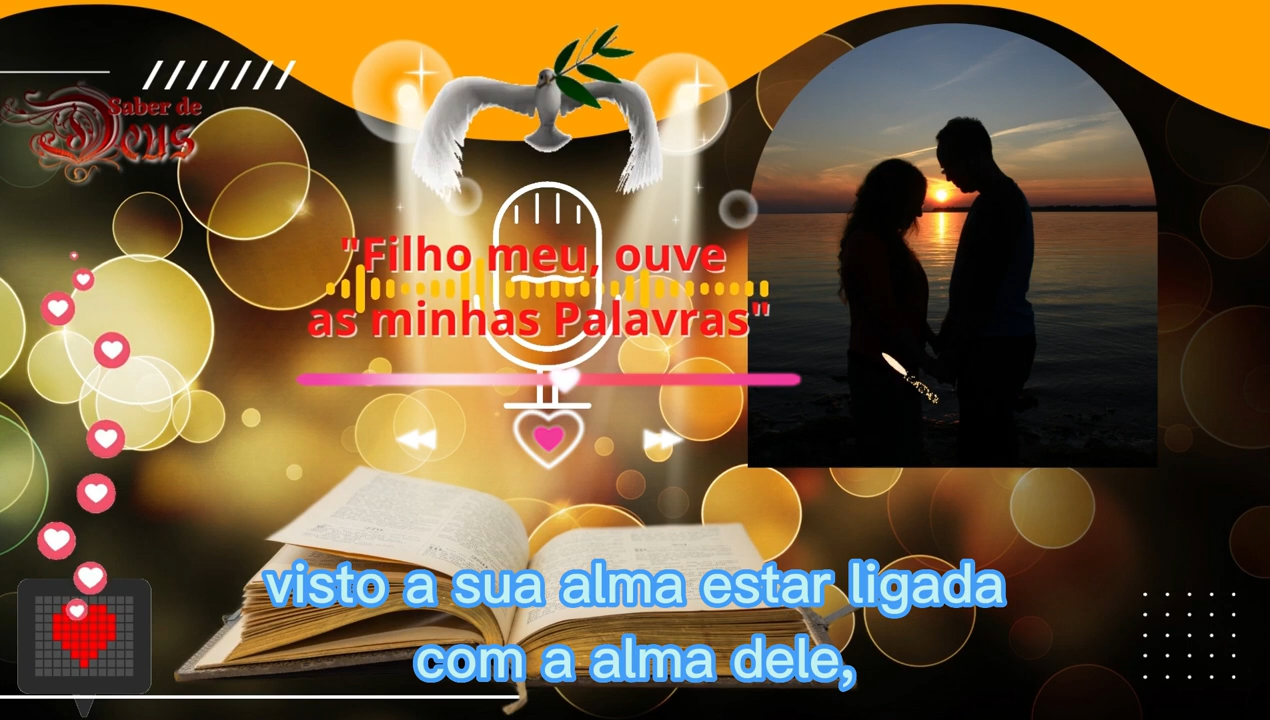 Saber de
Deus
"Filho meu, ouve
as minhas Palavras"
visto a sua alma estar ligada
com a alma dele,